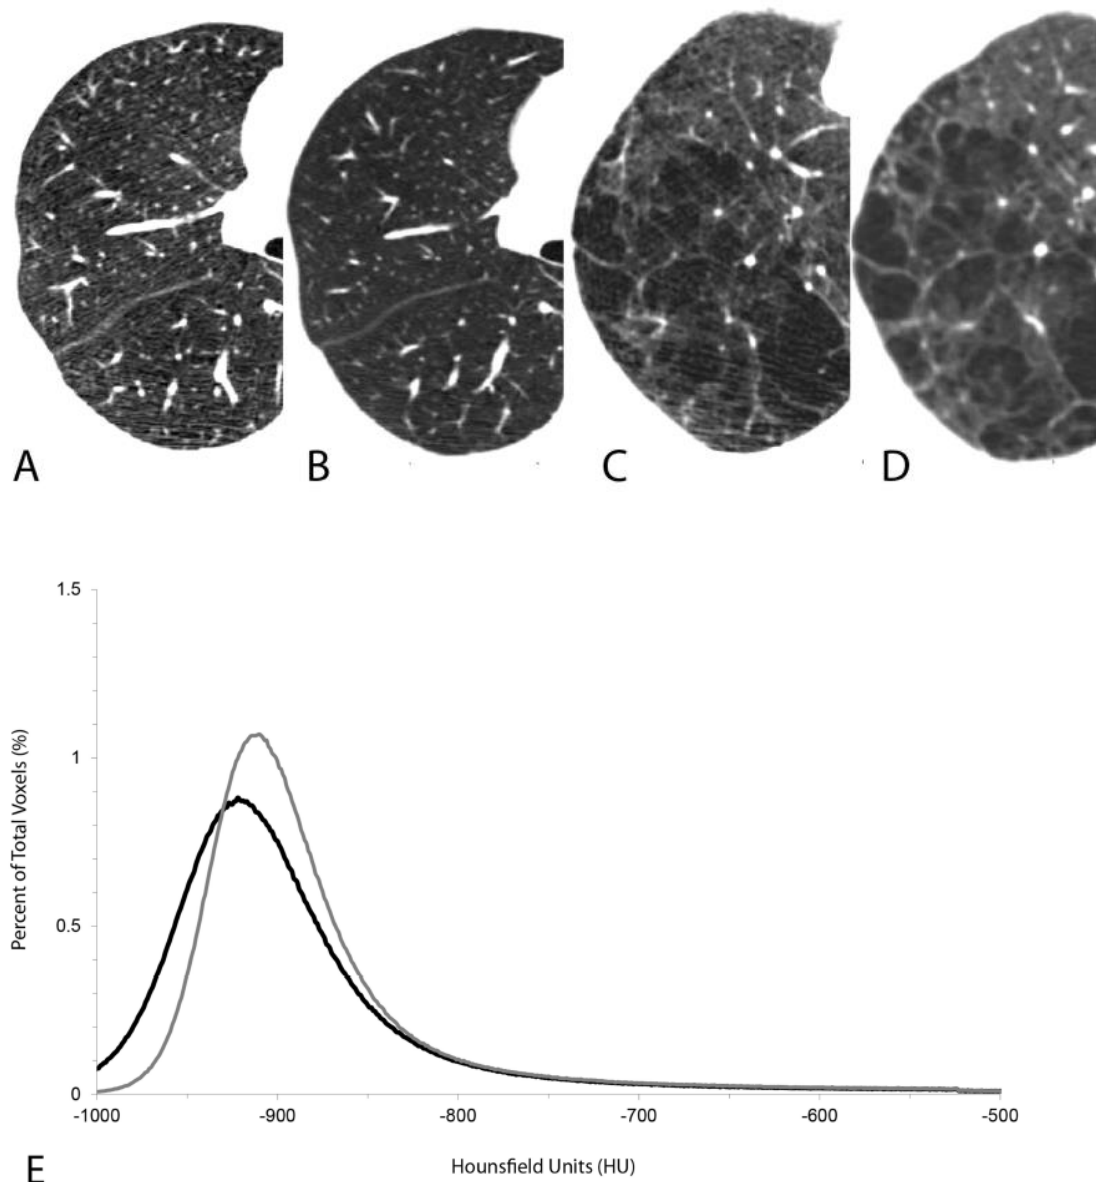 A
B
C
D
1.5
1
0.5
0
Percent of Total Voxels (%)
-1000
-900
-800
-700
-600
-500
Hounsfield Units (HU)
E